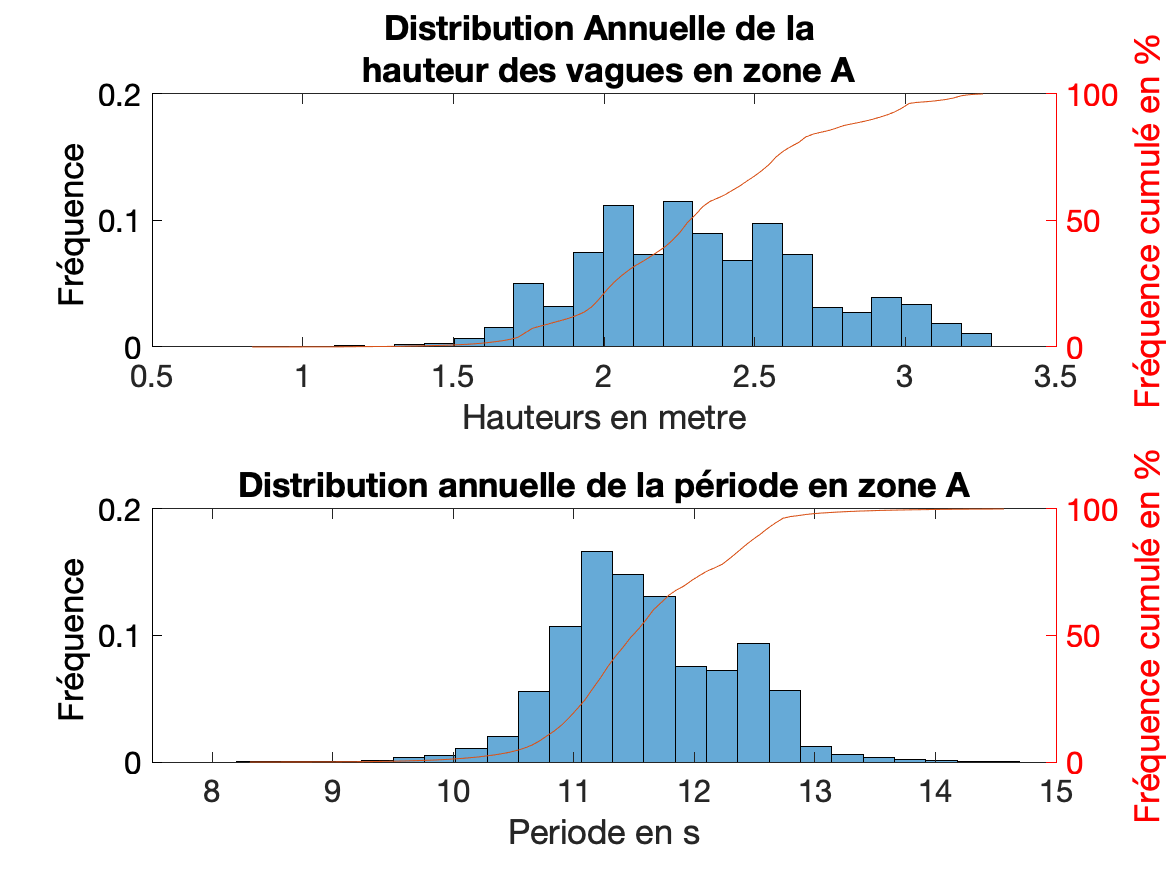 Distribution Annuelle de la
hauteur des vagues en zone A
0.2
0.1
0
Fréquence
100
50
0
Fréquence cumulé en %
0.5 1 1.5 2 2.5 3 3.5
Hauteurs en metre
Distribution annuelle de la période en zone A
0.2
0.1
0
Fréquence
100
50
0
Fréquence cumulé en %
8 9 10 11 12 13 14 15
Periode en s